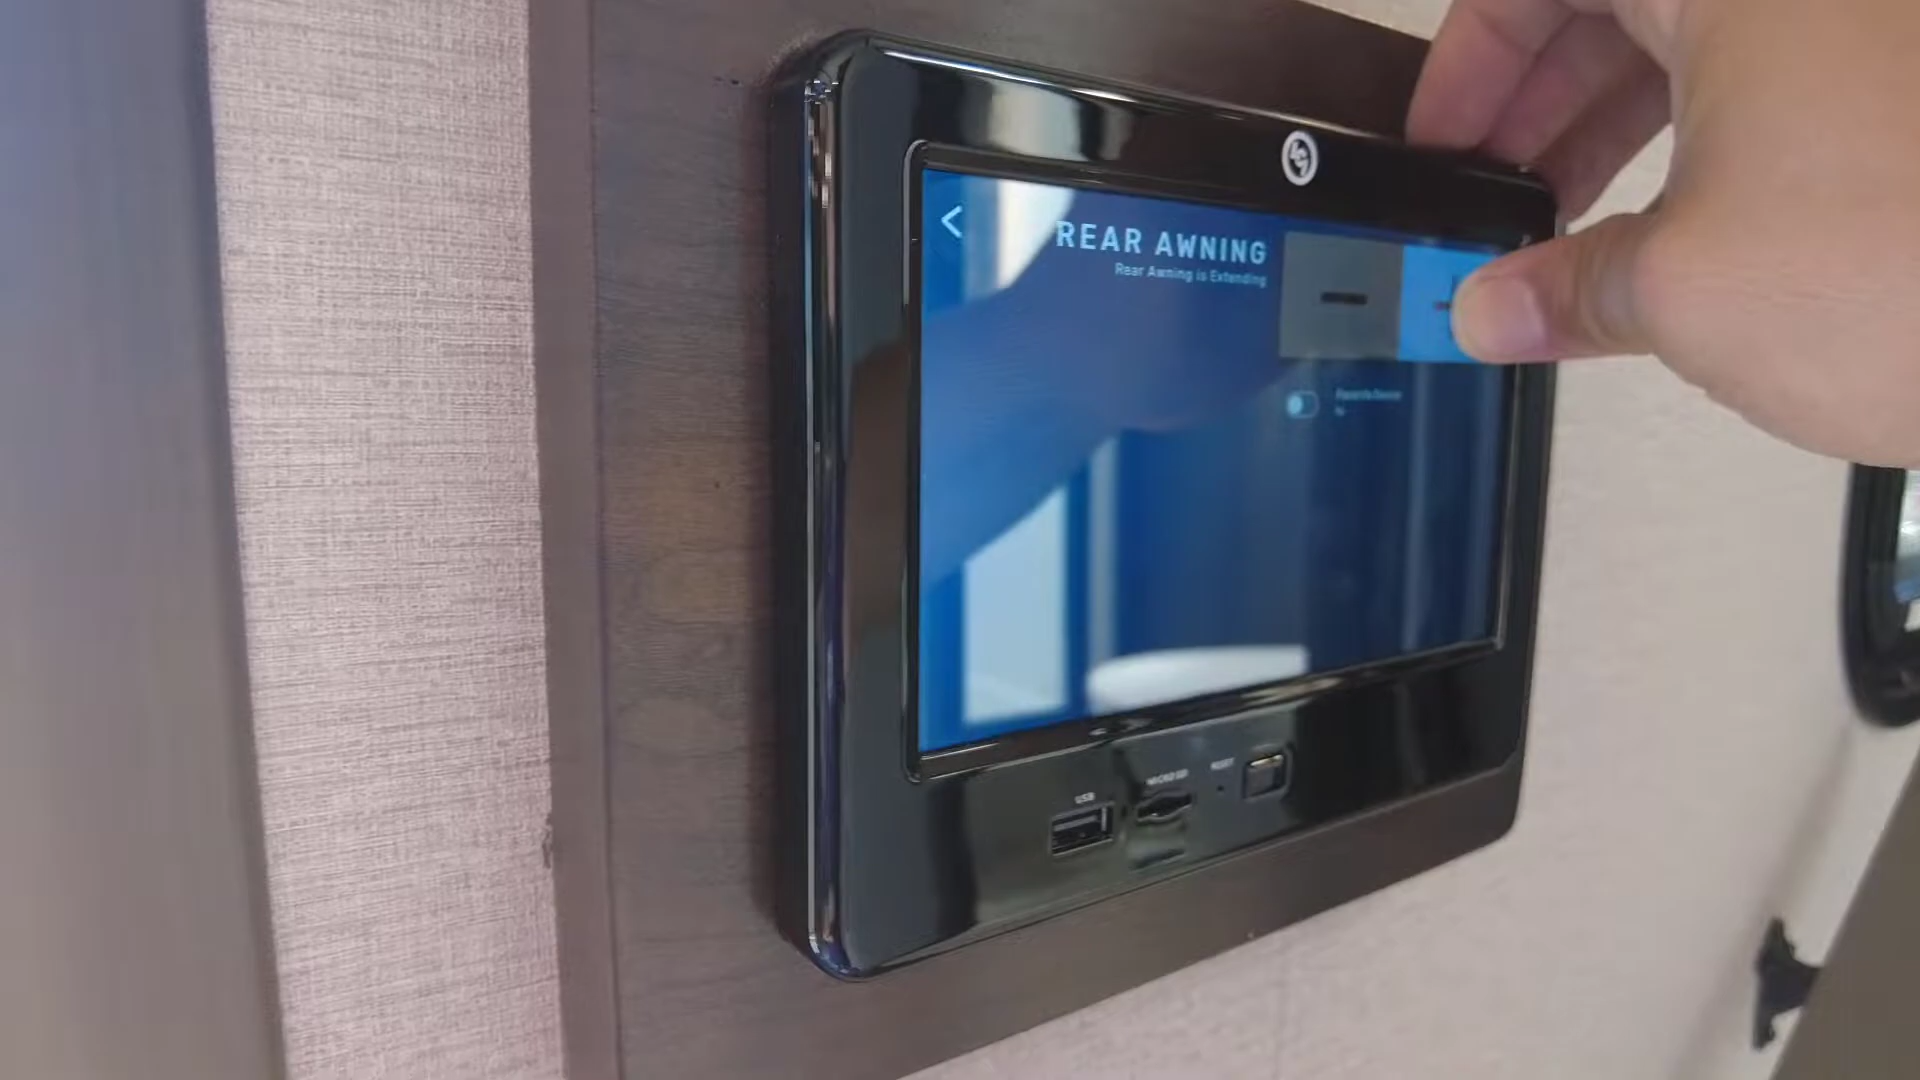 REAR AWNING
Rear Awning is Extending
USB
MICRO SD
RESET